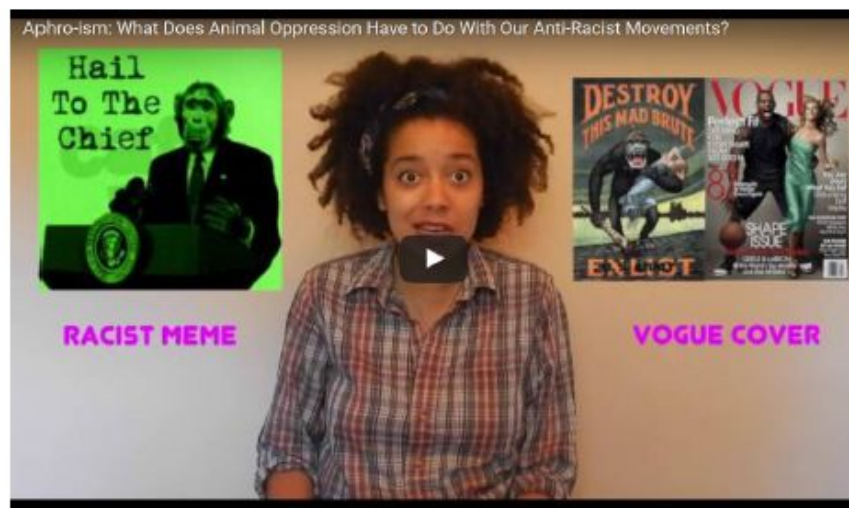 Aphro-ism: What Does Animal Oppression Have to Do With Our Anti-Racist Movements?
Hail
To The
Chief
DESTROY
THIS MAD BRUTE
ENLIST
VOGUE
SHAPE
ISSUE
RACIST MEME
VOGUE COVER